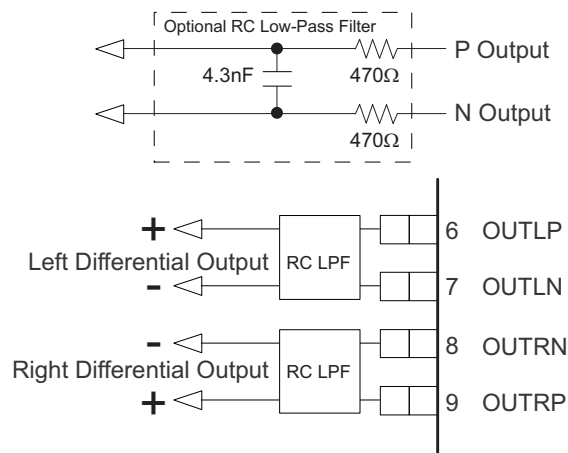 Optional RC Low-Pass Filter
P Output
4.3nF
470Ω
N Output
470Ω
+
6 OUTLP
Left Differential Output
RC LPF
-
7 OUTLN
-
8 OUTRN
Right Differential Output
RC LPF
+
9 OUTRP